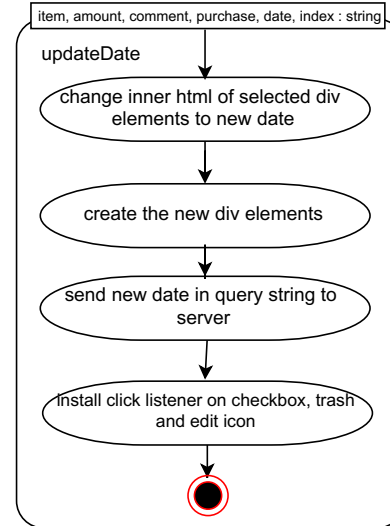 item, amount, comment, purchase, date, index : string
updateDate
change inner html of selected div
elements to new date
create the new div elements
send new date in query string to
server
install click listener on checkbox, trash
and edit icon